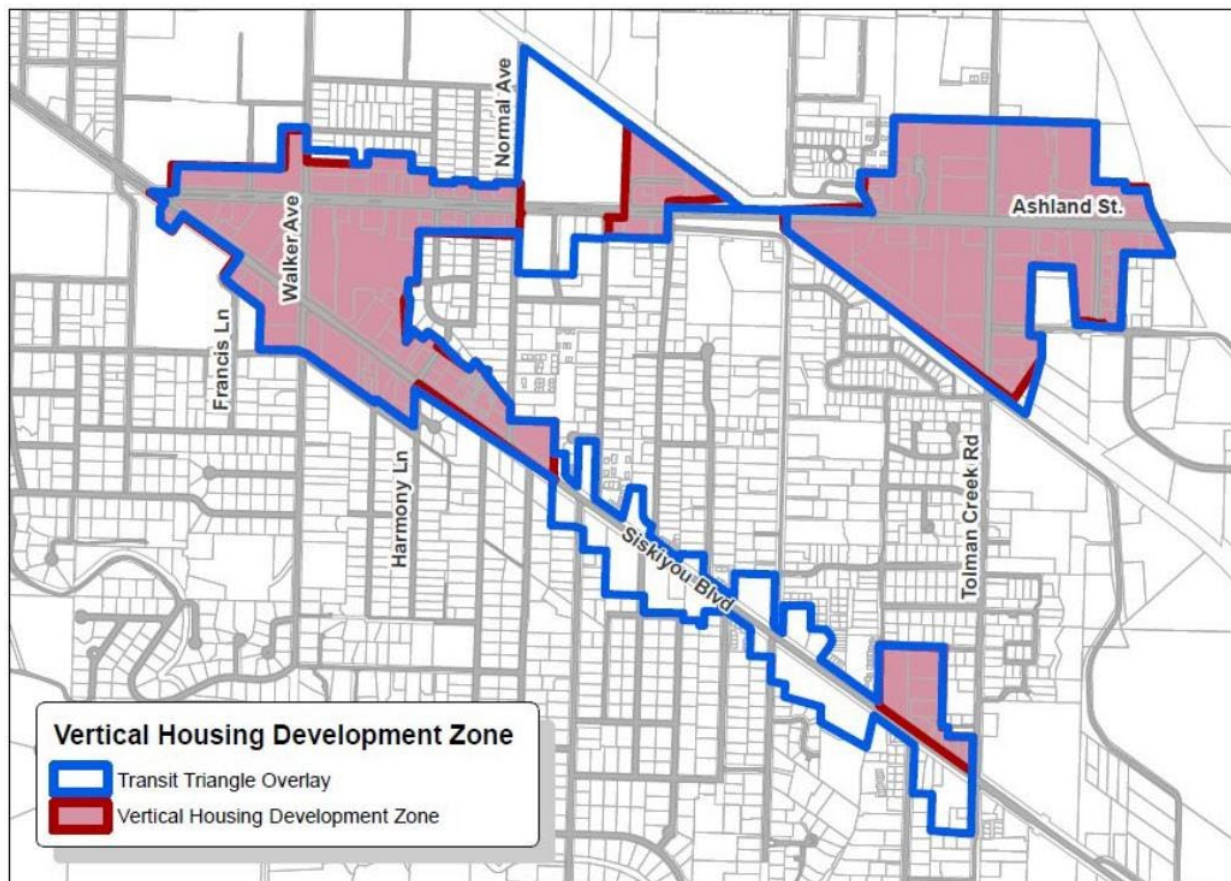 Normal Ave
Ashland St.
Walker Ave
Francis Ln
Harmony Ln
Siskiyou Blvd
Tolman Creek Rd
Vertical Housing Development Zone
Transit Triangle Overlay
Vertical Housing Development Zone